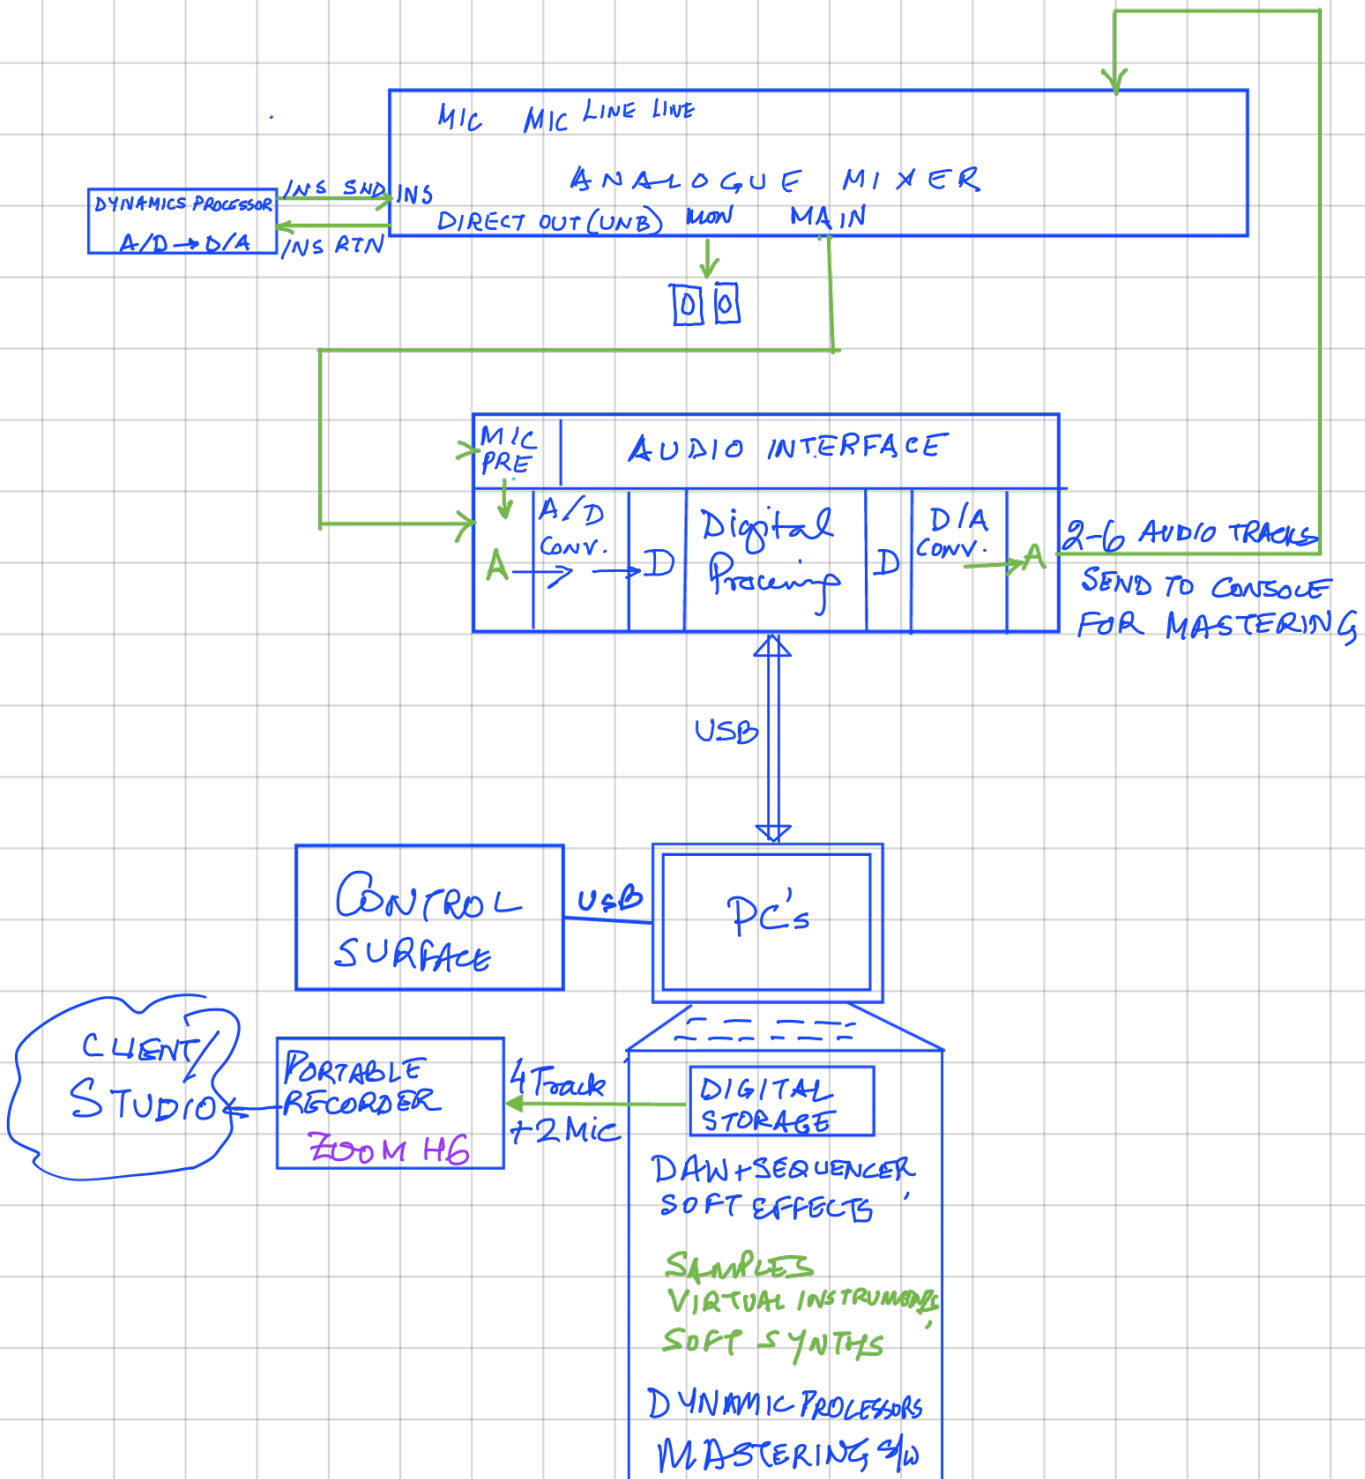 MIC MIC LINE LINE
ANALOGUE MIXER
INS SND INS
DYNAMICS PROCESSOR
A/D → D/A
INS RTN
DIRECT OUT (UNB) MON MAIN
O O
MIC
PRE
AUDIO INTERFACE
A
A/D
CONV.
D
Digital
Processing
D
D/A
CONV.
A
2-6 AUDIO TRACKS
SEND TO CONSOLE
FOR MASTERING
USB
CONTROL
SURFACE
USB
PC's
CLIENT/
STUDIO
PORTABLE
RECORDER
ZOOM H6
4 Track
+2 Mic
DIGITAL
STORAGE
DAW + SEQUENCER
SOFT EFFECTS,
SAMPLES
VIRTUAL INSTRUMENTS,
SOFT SYNTHS
DYNAMIC PROCESSORS
MASTERING S/W